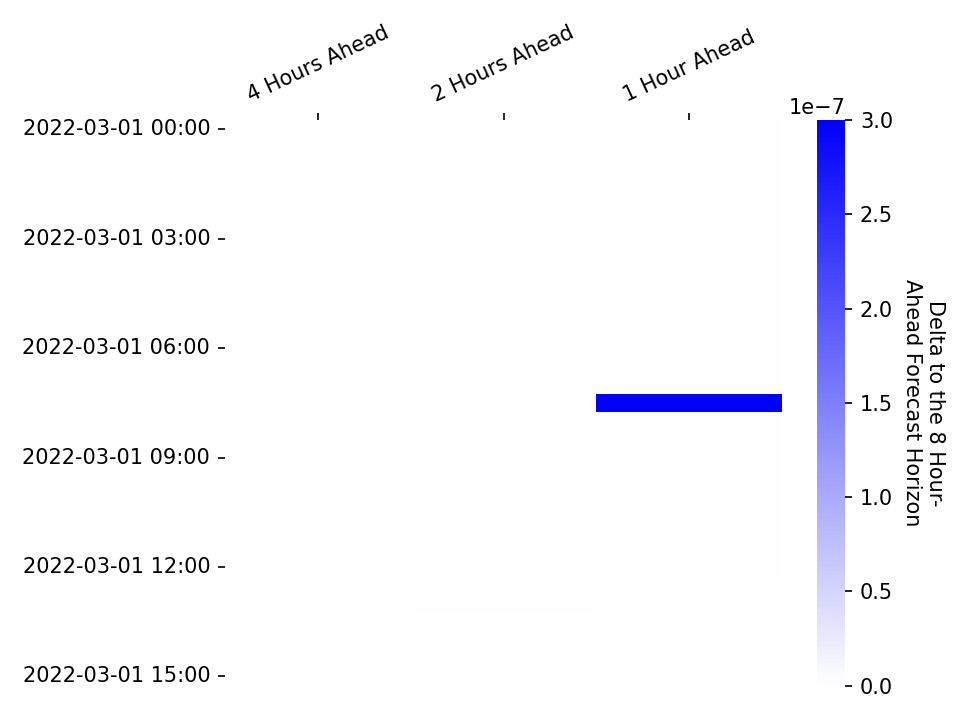 4 Hours Ahead
2 Hours Ahead
1 Hour Ahead
2022-03-01 00:00
2022-03-01 03:00
2022-03-01 06:00
2022-03-01 09:00
2022-03-01 12:00
2022-03-01 15:00
1e−7
3.0
2.5
2.0
1.5
1.0
0.5
0.0
Delta to the 8 Hour-
Ahead Forecast Horizon